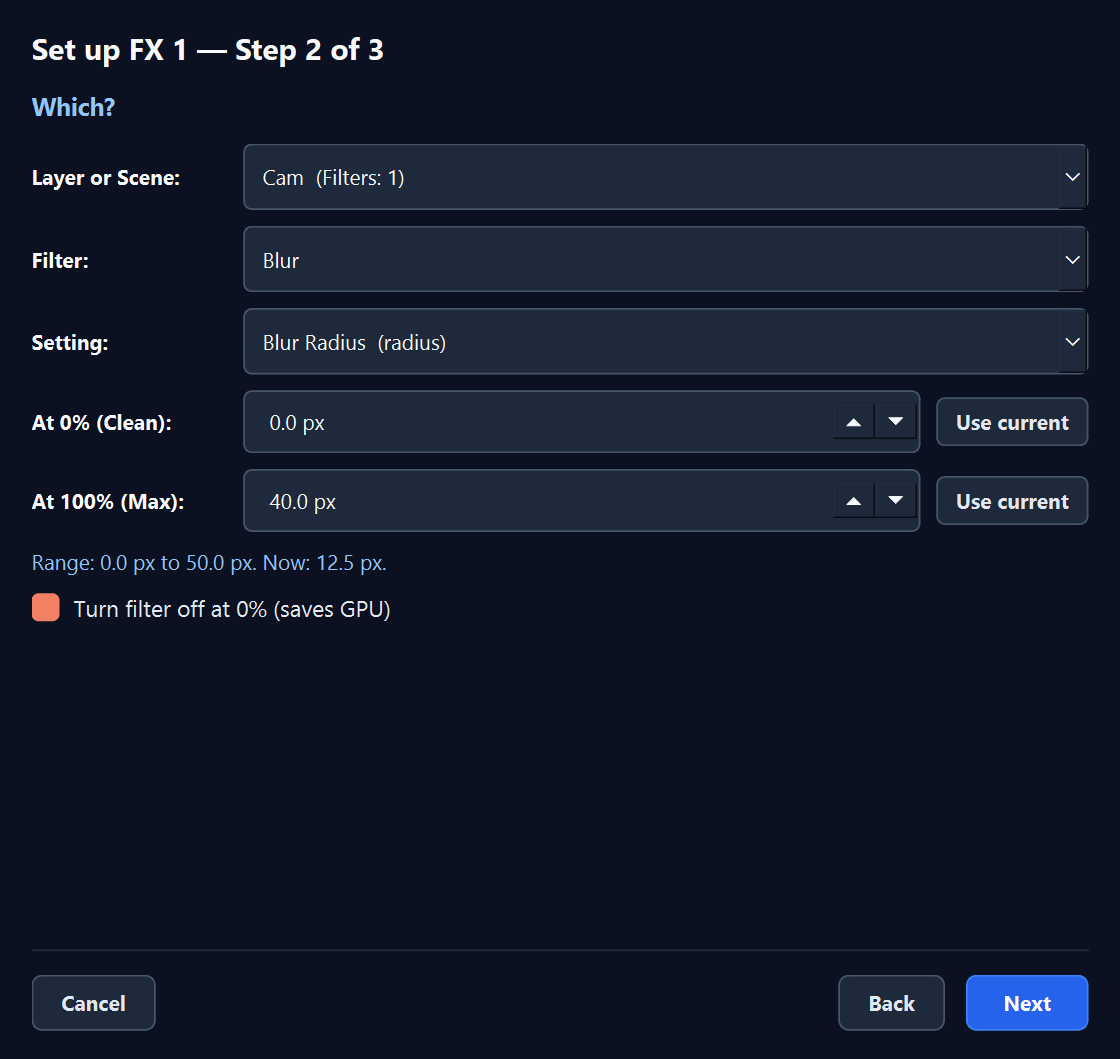 Set up FX 1 — Step 2 of 3
Which?
Layer or Scene: Cam (Filters: 1)
Filter: Blur
Setting: Blur Radius (radius)
At 0% (Clean): 0.0 px Use current
At 100% (Max): 40.0 px Use current
Range: 0.0 px to 50.0 px. Now: 12.5 px.
Turn filter off at 0% (saves GPU)
Cancel Back Next